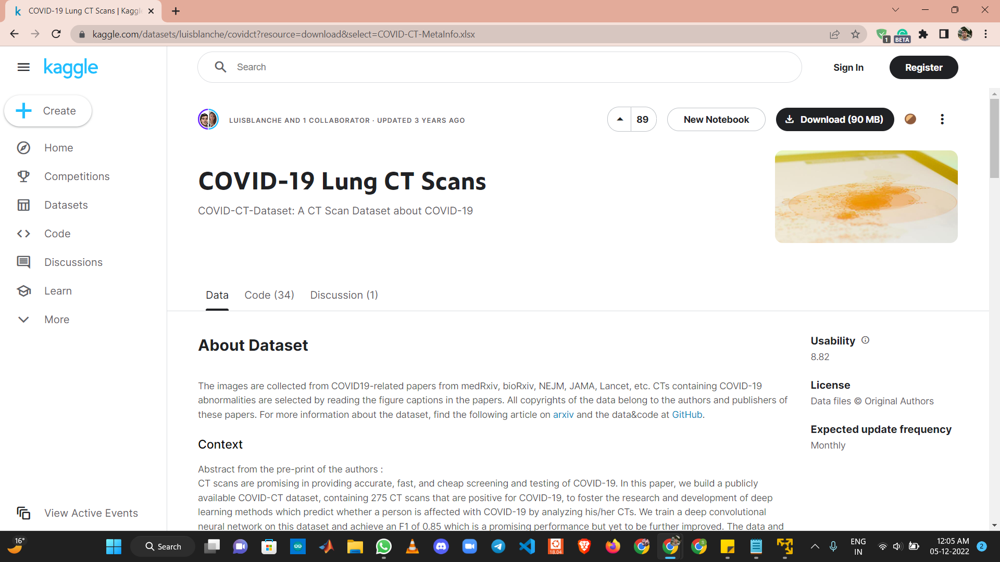 COVID-19 Lung CT Scans | Kaggle
kaggle.com/datasets/luisblanche/covidct?resource=download&select=COVID-CT-MetaInfo.xlsx
1
BETA
kaggle
Search
Sign In
Register
Create
Home
Competitions
Datasets
Code
Discussions
Learn
More
View Active Events
LUISBLANCHE AND 1 COLLABORATOR · UPDATED 3 YEARS AGO
89
New Notebook
Download (90 MB)
COVID-19 Lung CT Scans
COVID-CT-Dataset: A CT Scan Dataset about COVID-19
Data
Code (34)
Discussion (1)
About Dataset
The images are collected from COVID19-related papers from medRxiv, bioRxiv, NEJM, JAMA, Lancet, etc. CTs containing COVID-19
abnormalities are selected by reading the figure captions in the papers. All copyrights of the data belong to the authors and publishers of
these papers. For more information about the dataset, find the following article on arxiv and the data&code at GitHub.
Context
Abstract from the pre-print of the authors :
CT scans are promising in providing accurate, fast, and cheap screening and testing of COVID-19. In this paper, we build a publicly
available COVID-CT dataset, containing 275 CT scans that are positive for COVID-19, to foster the research and development of deep
learning methods which predict whether a person is affected with COVID-19 by analyzing his/her CTs. We train a deep convolutional
neural network on this dataset and achieve an F1 of 0.85 which is a promising performance but yet to be further improved. The data and
Usability
8.82
License
Data files © Original Authors
Expected update frequency
Monthly
16°
Search
18.04
ENG
IN
12:05 AM
05-12-2022
2